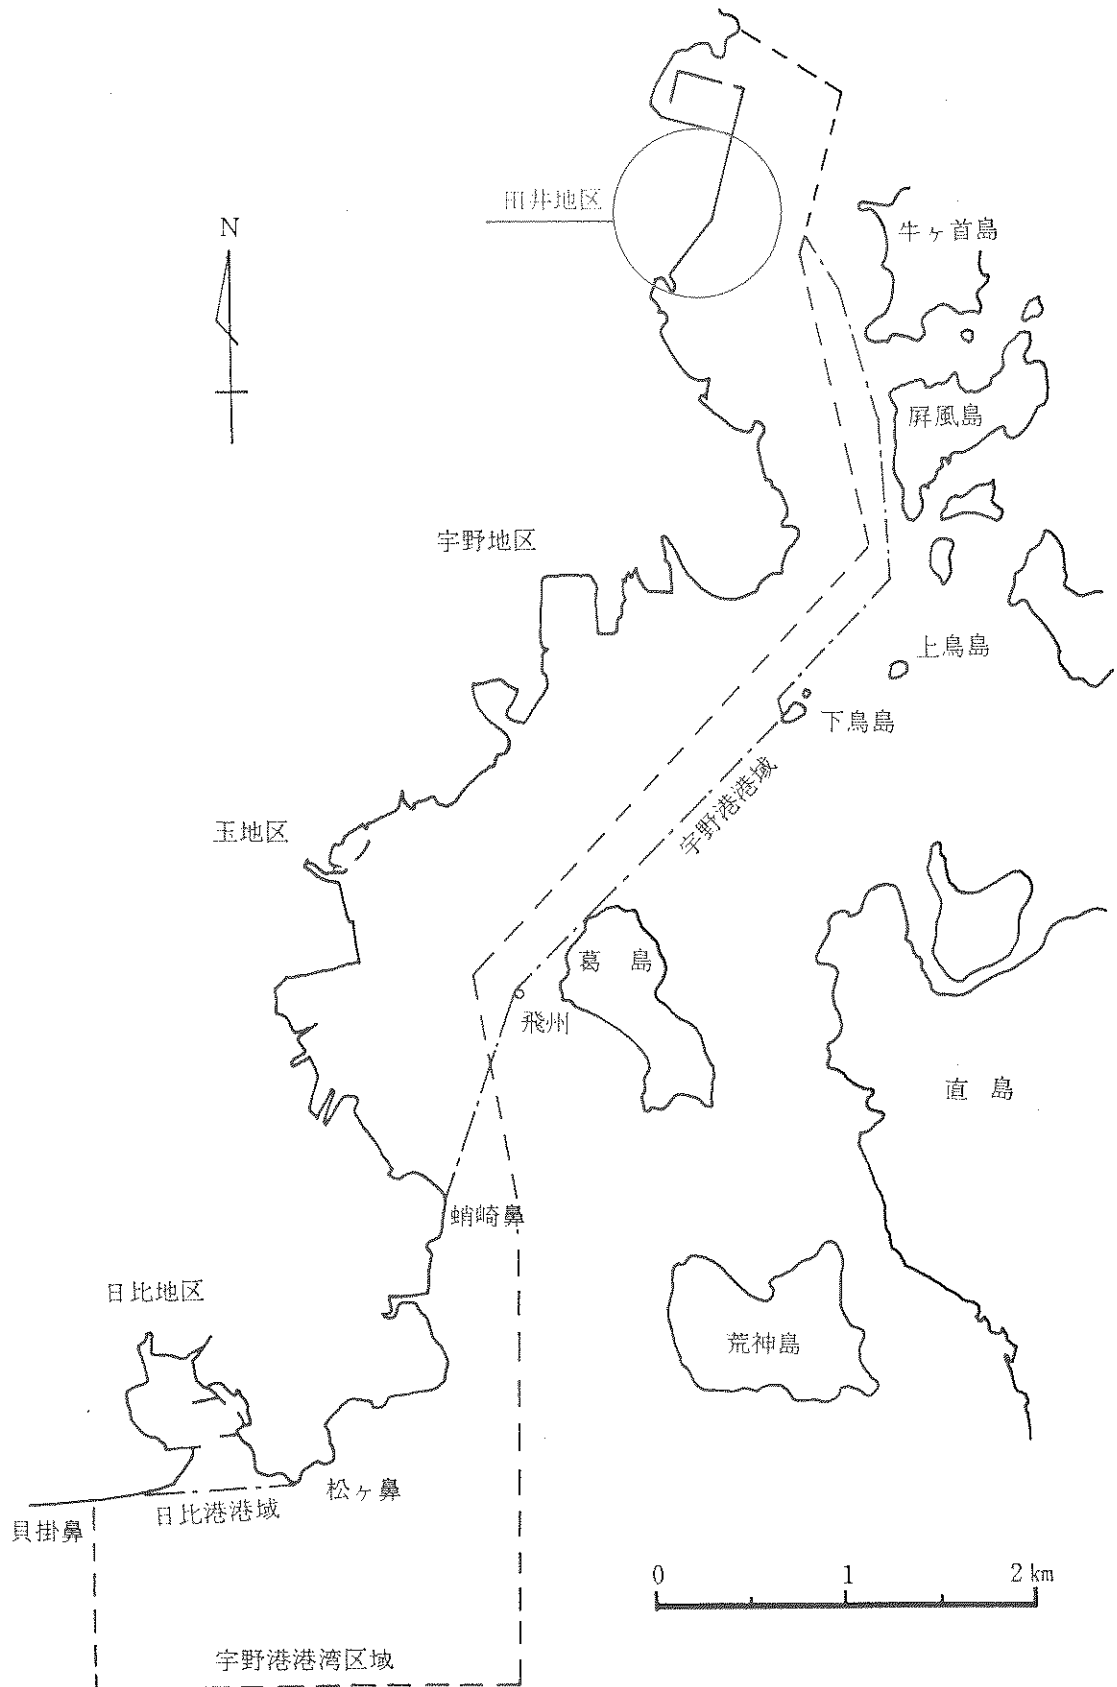 田井地区
N
牛ヶ首島
屏風島
宇野地区
上鳥島
下鳥島
宇野港港域
玉地区
葛 島
飛州
直 島
蛸崎鼻
日比地区
荒神島
松ヶ鼻
日比港港域
貝掛鼻
0 1 2 km
宇野港港湾区域